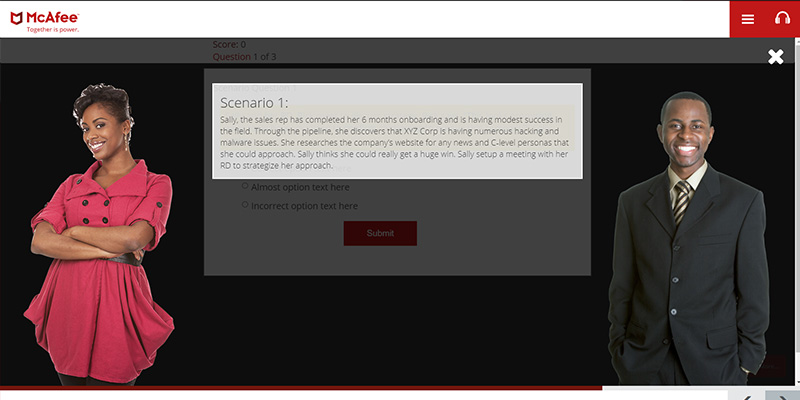 McAfee
Together is power.
Score: 0
Question 1 of 3
Scenario 1:
Sally, the sales rep has completed her 6 months onboarding and is having modest success in
the field. Through the pipeline, she discovers that XYZ Corp is having numerous hacking and
malware issues. She researches the company's website for any news and C-level personas that
she could approach. Sally thinks she could really get a huge win. Sally setup a meeting with her
RD to strategize her approach.
Almost option text here
Incorrect option text here
Submit